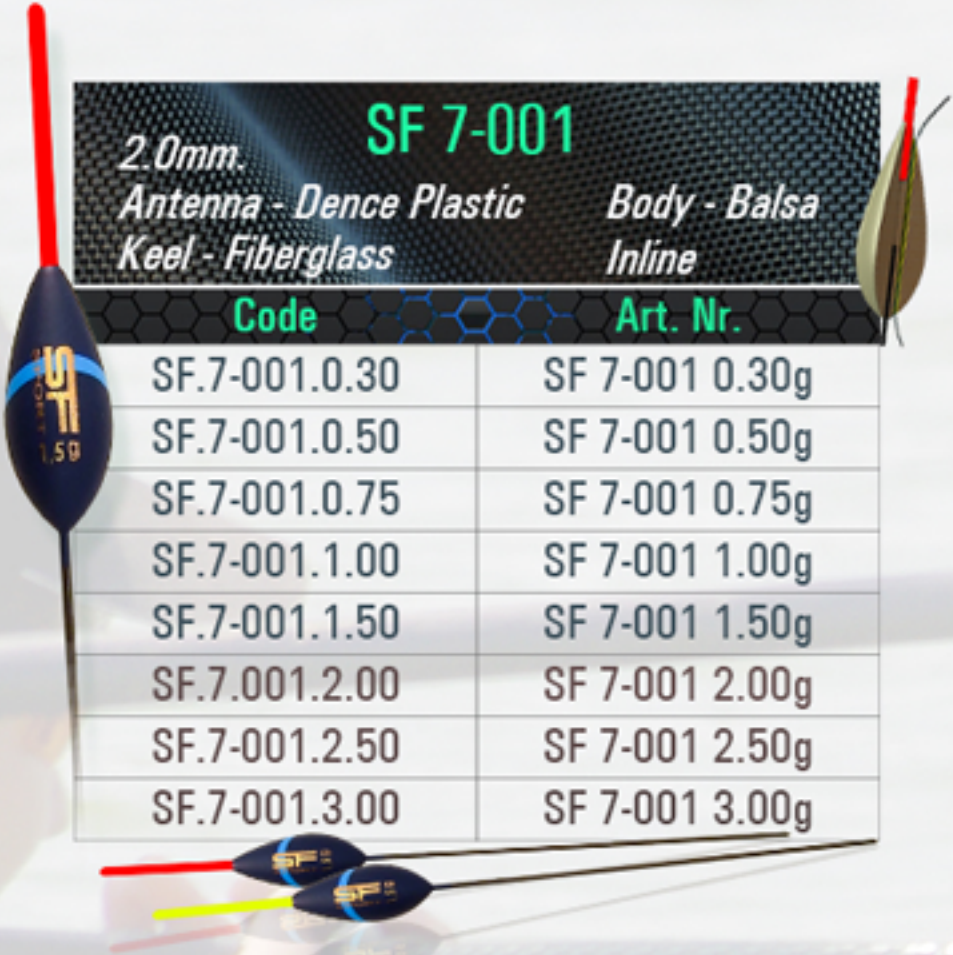 SF 7-001
2.0mm.
Antenna - Dence Plastic Body - Balsa
Keel - Fiberglass Inline
Code Art. Nr.
SF.7-001.0.30 SF 7-001 0.30g
SF.7-001.0.50 SF 7-001 0.50g
SF.7-001.0.75 SF 7-001 0.75g
SF.7-001.1.00 SF 7-001 1.00g
SF.7-001.1.50 SF 7-001 1.50g
SF.7.001.2.00 SF 7-001 2.00g
SF.7-001.2.50 SF 7-001 2.50g
SF.7-001.3.00 SF 7-001 3.00g
SF
SPORT
1,5g
SF
SF